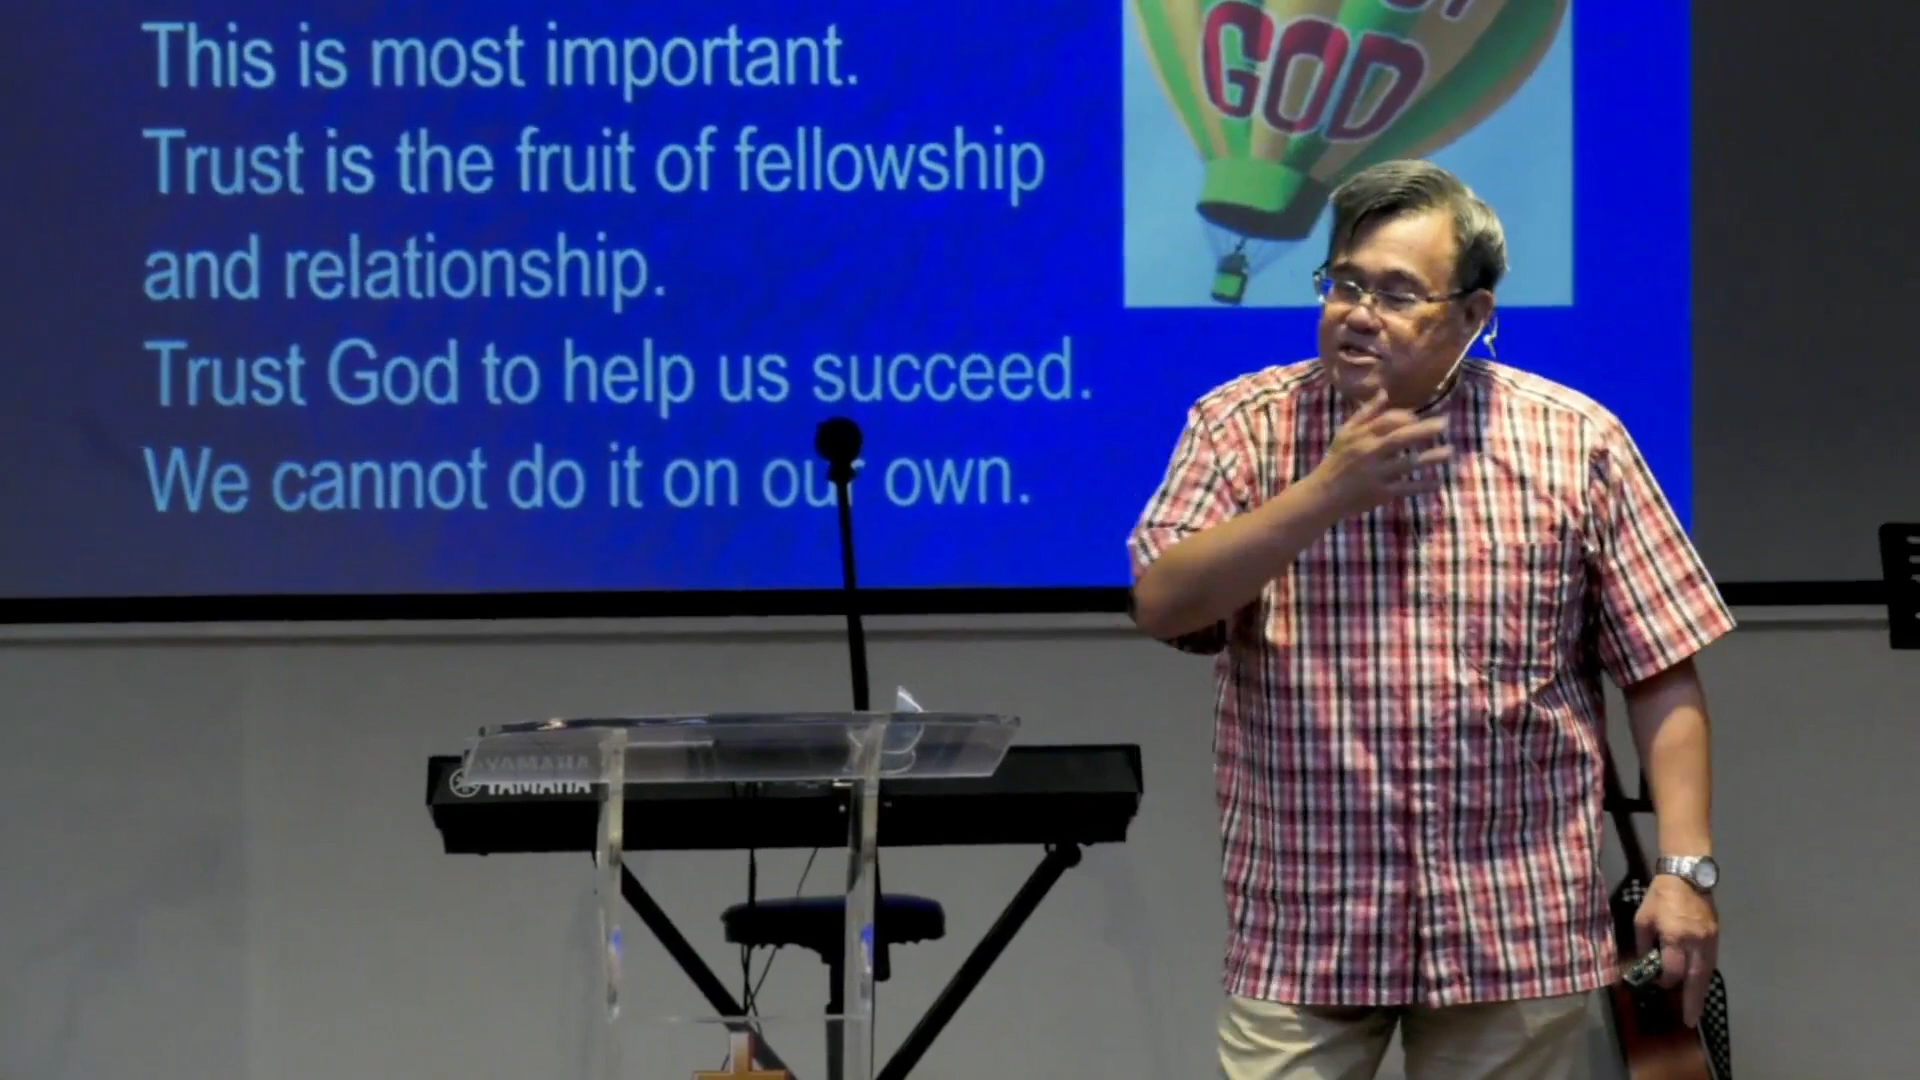 This is most important.
GOD
Trust is the fruit of fellowship
and relationship.
Trust God to help us succeed.
We cannot do it on our own.
YAMAHA
YAMAHA